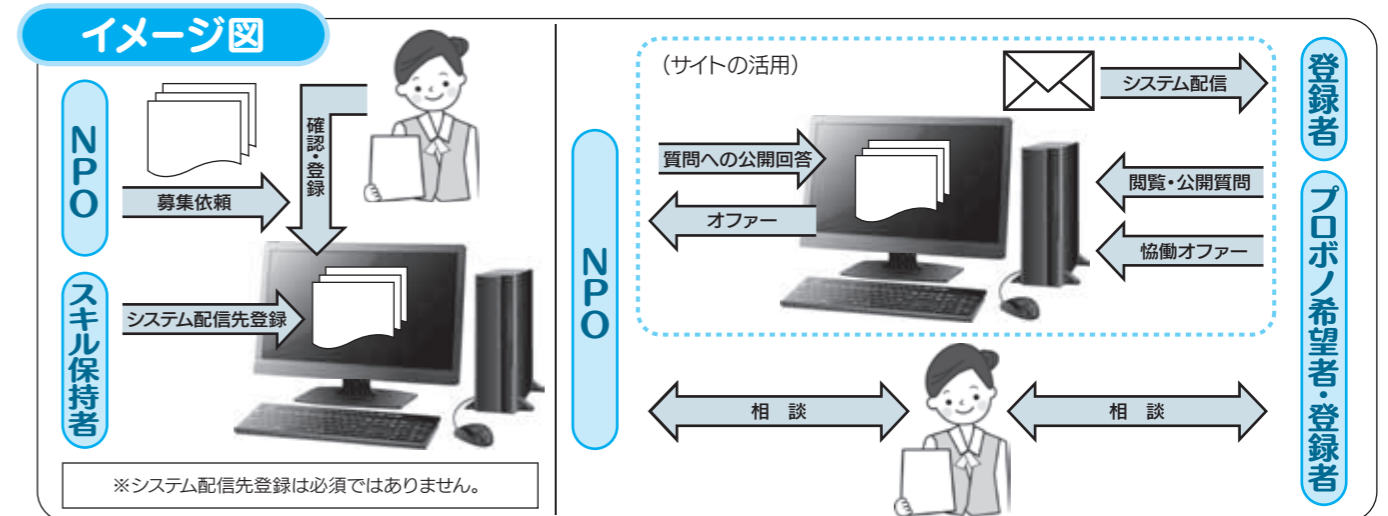 イメージ図
NPO
募集依頼
確認・登録
スキル保持者
システム配信先登録
※システム配信先登録は必須ではありません。
NPO
(サイトの活用)
システム配信
質問への公開回答
オファー
閲覧・公開質問
協働オファー
相 談
相 談
登録者
プロボノ希望者・登録者